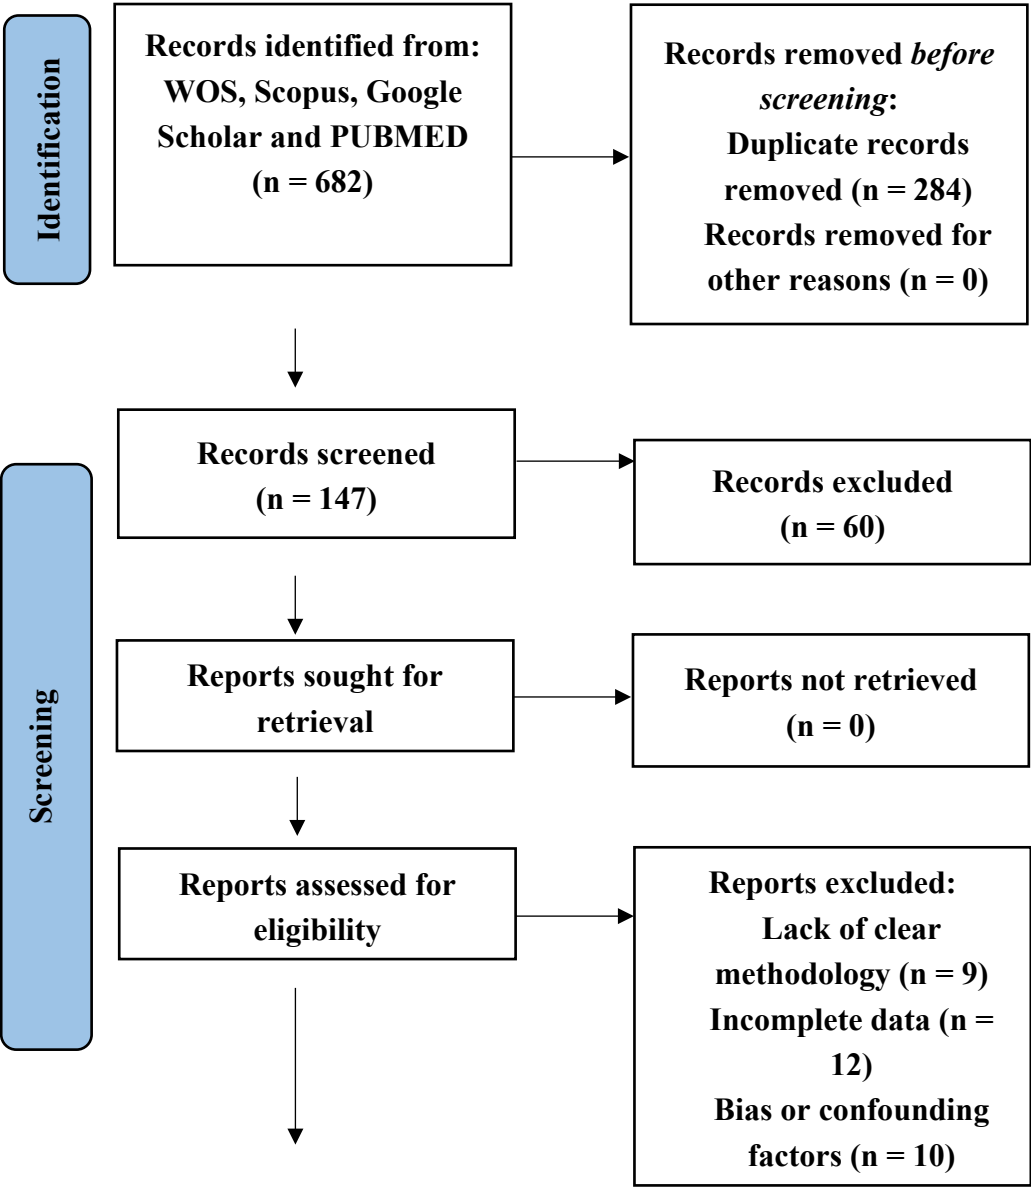 Identification
Records identified from:
WOS, Scopus, Google
Scholar and PUBMED
(n = 682)
Records removed before
screening:
Duplicate records
removed (n = 284)
Records removed for
other reasons (n = 0)
Screening
Records screened
(n = 147)
Records excluded
(n = 60)
Reports sought for
retrieval
Reports not retrieved
(n = 0)
Reports assessed for
eligibility
Reports excluded:
Lack of clear
methodology (n = 9)
Incomplete data (n =
12)
Bias or confounding
factors (n = 10)